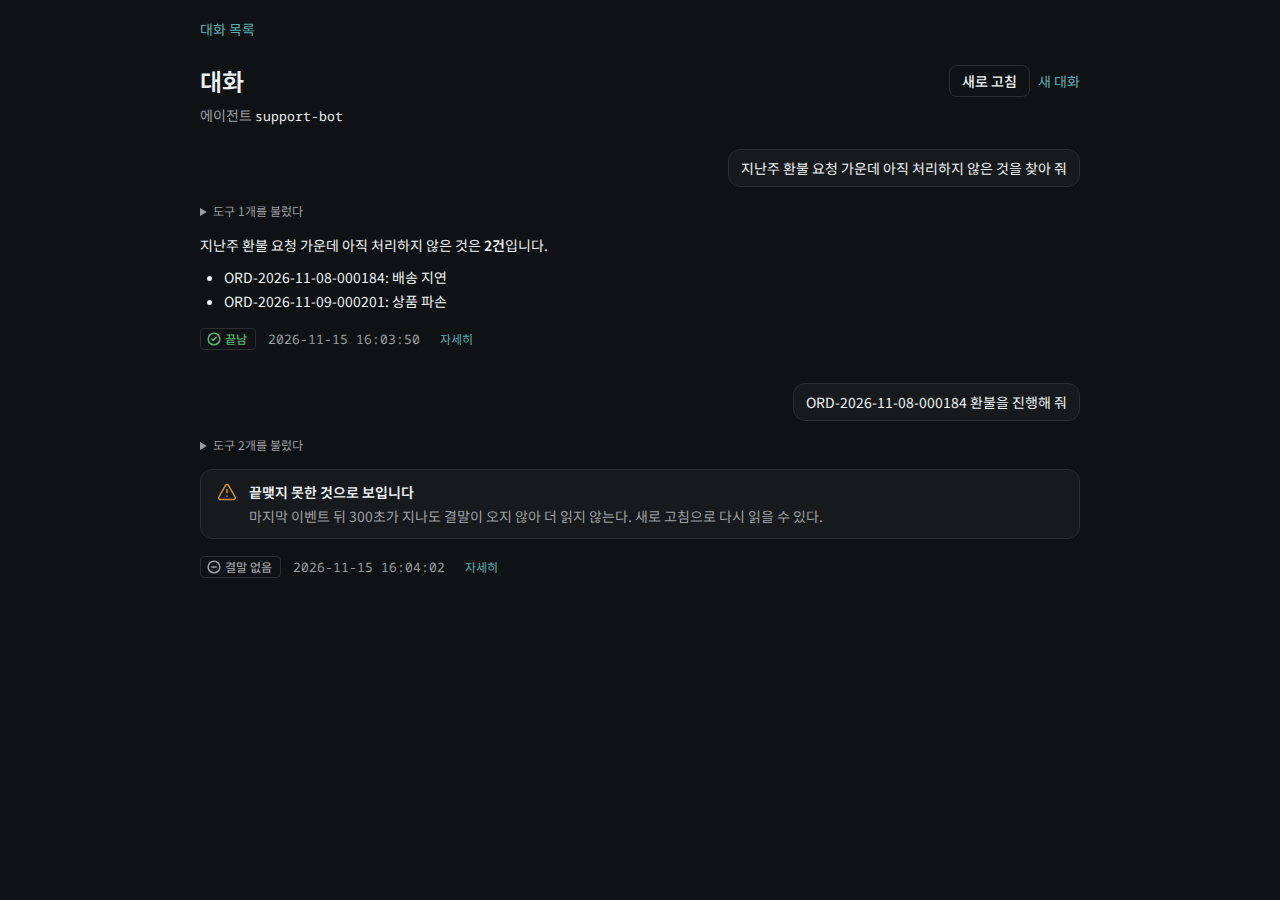 대화 목록
대화
새로 고침
새 대화
에이전트 support-bot
지난주 환불 요청 가운데 아직 처리하지 않은 것을 찾아 줘
도구 1개를 불렀다
지난주 환불 요청 가운데 아직 처리하지 않은 것은 2건입니다.
ORD-2026-11-08-000184: 배송 지연
ORD-2026-11-09-000201: 상품 파손
끝남 2026-11-15 16:03:50 자세히
ORD-2026-11-08-000184 환불을 진행해 줘
도구 2개를 불렀다
끝맺지 못한 것으로 보입니다
마지막 이벤트 뒤 300초가 지나도 결말이 오지 않아 더 읽지 않는다. 새로 고침으로 다시 읽을 수 있다.
결말 없음 2026-11-15 16:04:02 자세히